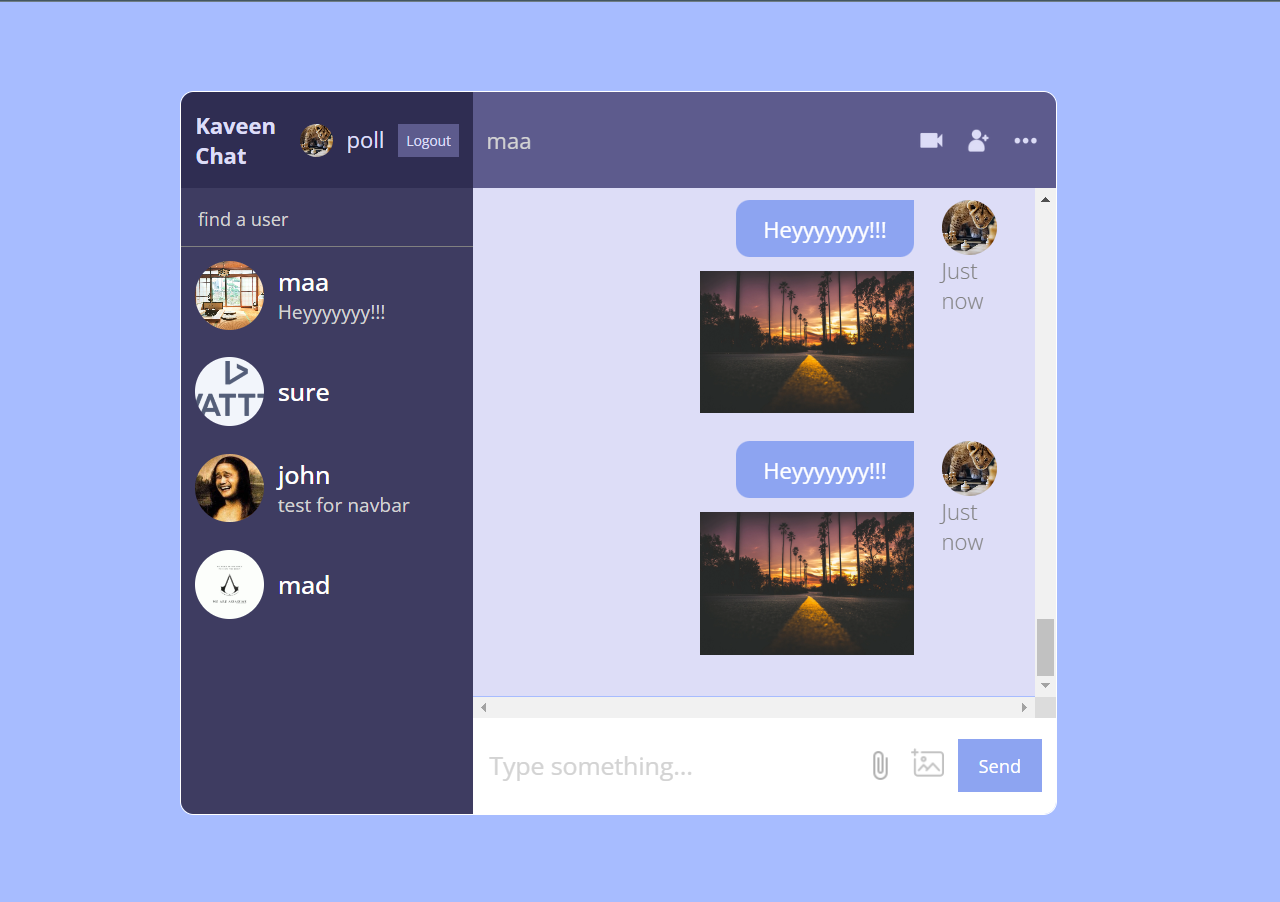 Kaveen
Chat
poll
Logout
maa
find a user
maa
Heyyyyyyy!!!
sure
VATT
john
test for navbar
mad
Heyyyyyyy!!!
Just
now
Heyyyyyyy!!!
Just
now
Type something...
Send